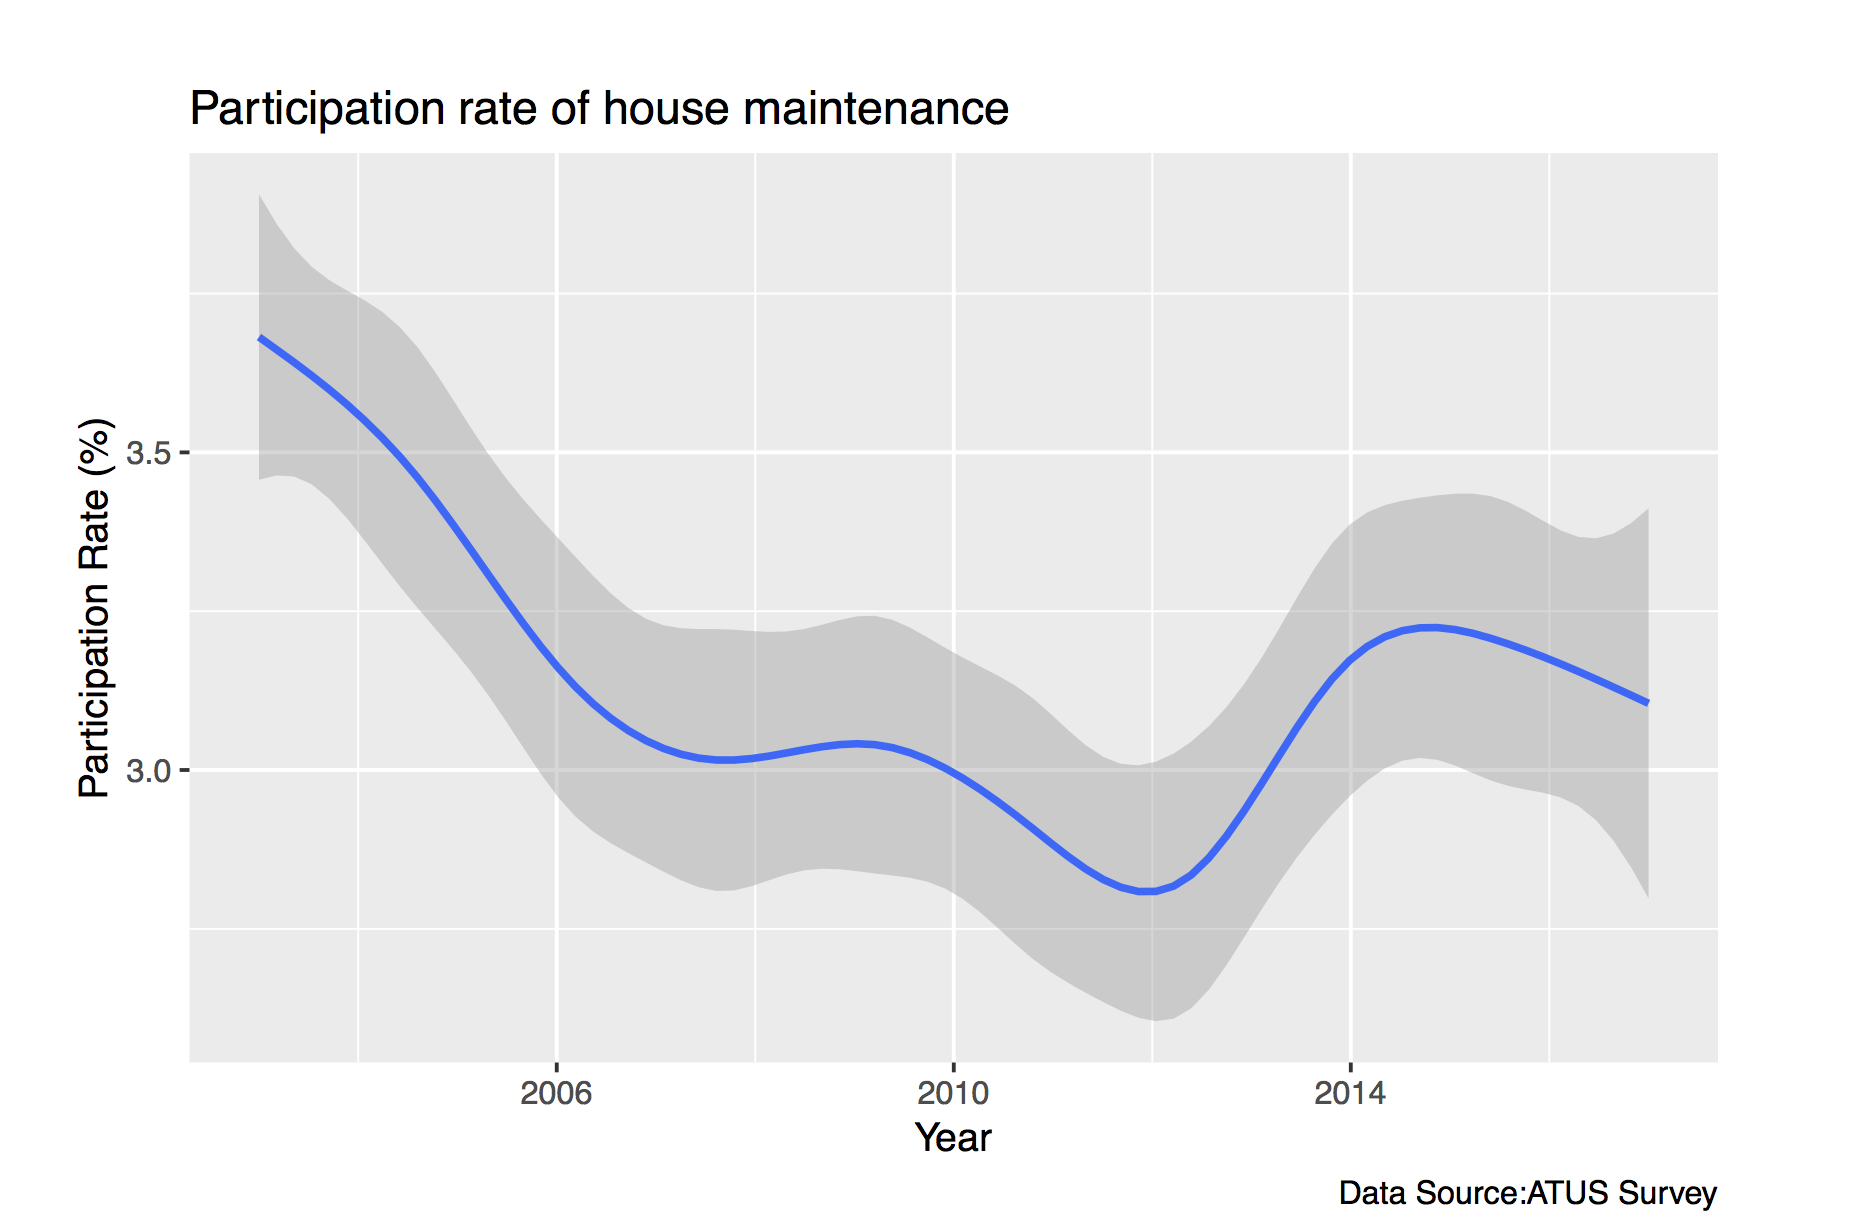 Participation rate of house maintenance
Participation Rate (%)
3.5
3.0
2006
2010
2014
Year
Data Source:ATUS Survey